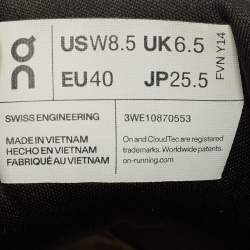 USW8.5 UK6.5
EU40 JP25.5
FVN Y14
SWISS ENGINEERING
3WE10870553
MADE IN VIETNAM
HECHO EN VIETNAM
FABRIQUÉ AU VIETNAM
On and CloudTec are registered
trademarks. Worldwide patents.
on-running.com